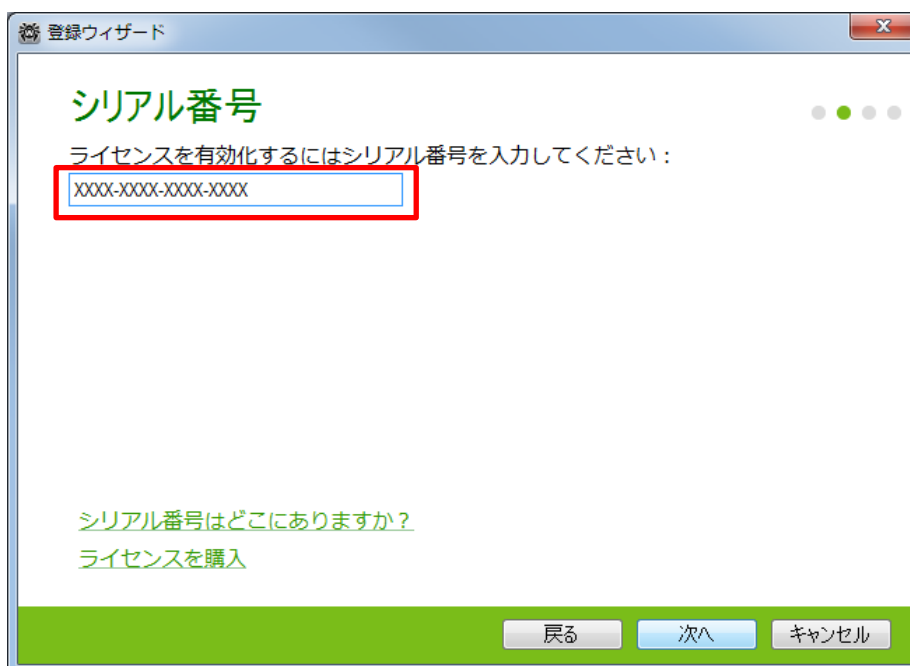 登録ウィザード
シリアル番号
ライセンスを有効化するにはシリアル番号を入力してください：
XXXX-XXXX-XXXX-XXXX
シリアル番号はどこにありますか？
ライセンスを購入
戻る 次へ キャンセル